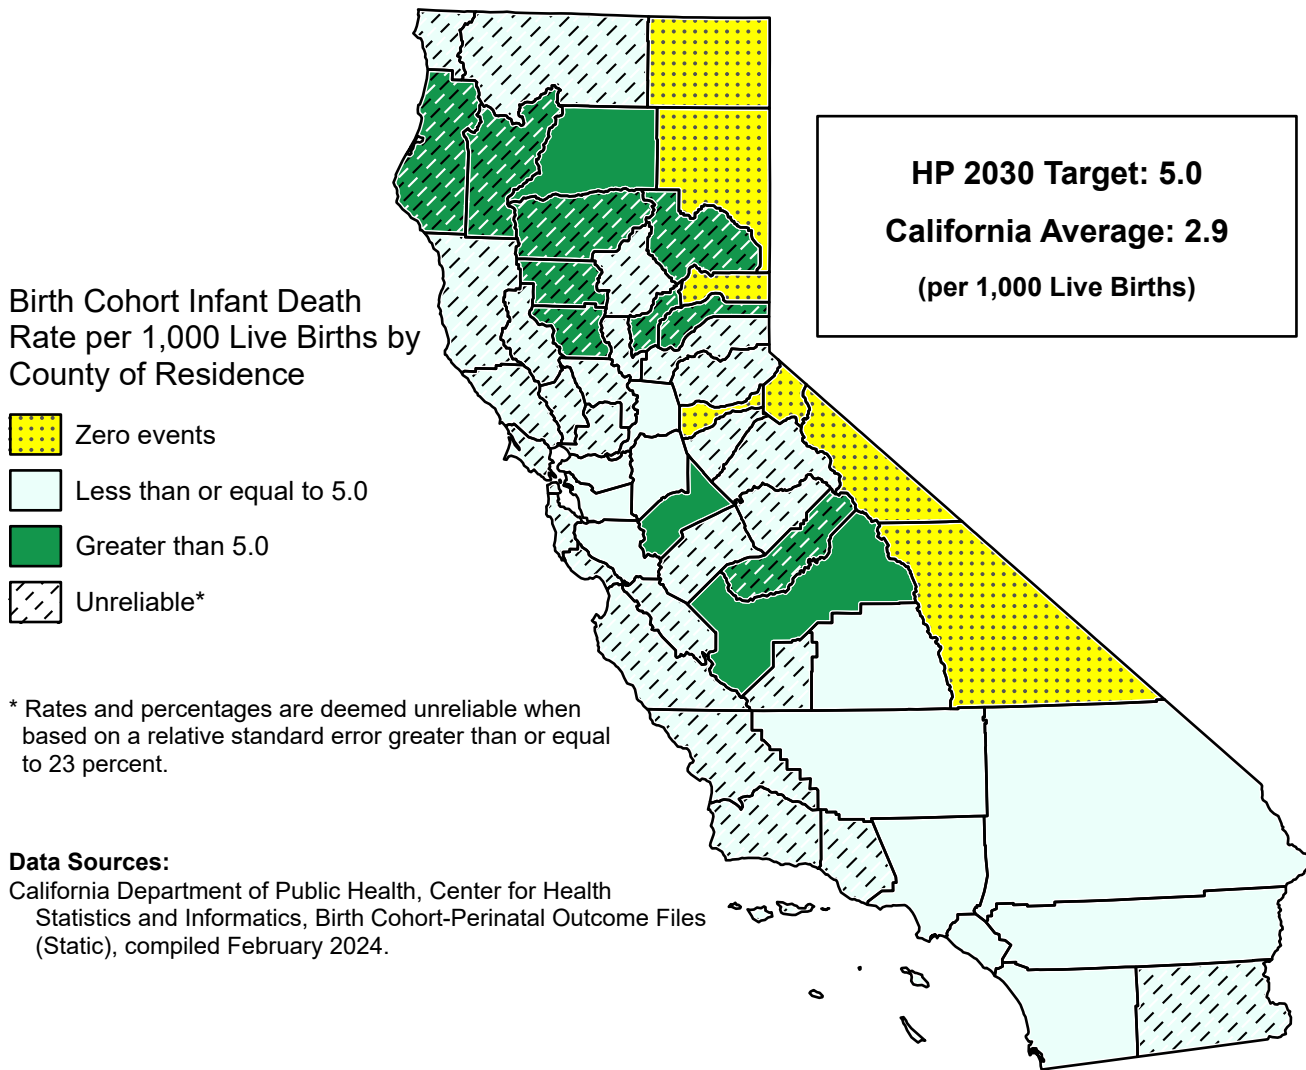 HP 2030 Target: 5.0
California Average: 2.9
(per 1,000 Live Births)
Birth Cohort Infant Death
Rate per 1,000 Live Births by
County of Residence
Zero events
Less than or equal to 5.0
Greater than 5.0
Unreliable*
* Rates and percentages are deemed unreliable when
based on a relative standard error greater than or equal
to 23 percent.
Data Sources:
California Department of Public Health, Center for Health
Statistics and Informatics, Birth Cohort-Perinatal Outcome Files
(Static), compiled February 2024.